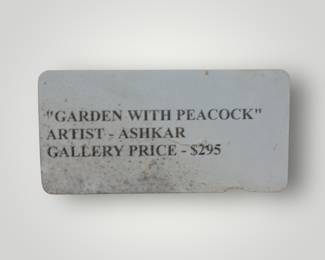 "GARDEN WITH PEACOCK"
ARTIST - ASHKAR
GALLERY PRICE - $295